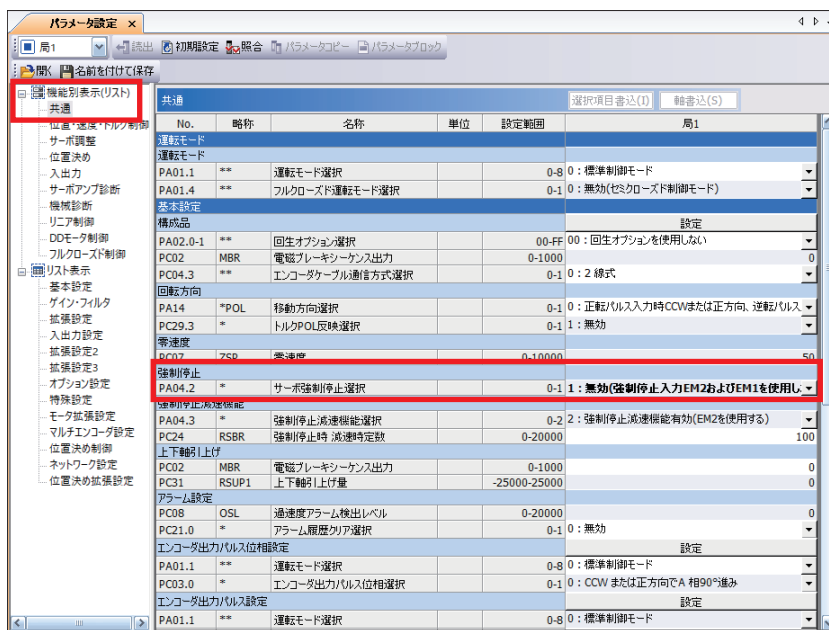 パラメータ設定 ×
局1 読出 初期設定 照合 パラメータコピー パラメータブロック
開く 名前を付けて保存
機能別表示(リスト)
共通
位置・速度・トルク制御
サーボ調整
位置決め
入出力
サーボアンプ診断
機械診断
リニア制御
DDモータ制御
フルクローズド制御
リスト表示
基本設定
ゲイン・フィルタ
拡張設定
入出力設定
拡張設定2
拡張設定3
オプション設定
特殊設定
モータ拡張設定
マルチエンコーダ設定
位置決め制御
ネットワーク設定
位置決め拡張設定
共通 選択項目書込(I) 軸書込(S)
No. 略称 名称 単位 設定範囲 局1
運転モード
運転モード
PA01.1 ** 運転モード選択 0-8 0：標準制御モード
PA01.4 ** フルクローズド運転モード選択 0-1 0：無効(セミクローズド制御モード)
基本設定
構成品 設定
PA02.0-1 ** 回生オプション選択 00-FF 00：回生オプションを使用しない
PC02 MBR 電磁ブレーキシーケンス出力 0-1000 0
PC04.3 ** エンコーダケーブル通信方式選択 0-1 0：2 線式
回転方向
PA14 *POL 移動方向選択 0-1 0：正転パルス入力時CCWまたは正方向、逆転パルス
PC29.3 * トルクPOL反映選択 0-1 1：無効
零速度
PC07 ZSP 零速度 0-10000 50
強制停止
PA04.2 * サーボ強制停止選択 0-1 1：無効(強制停止入力EM2およびEM1を使用し
強制停止減速機能
PA04.3 * 強制停止減速機能選択 0-2 2：強制停止減速機能有効(EM2を使用する)
PC24 RSBR 強制停止時 減速時定数 0-20000 100
上下軸引上げ
PC02 MBR 電磁ブレーキシーケンス出力 0-1000 0
PC31 RSUP1 上下軸引上げ量 -25000-25000 0
アラーム設定
PC08 OSL 過速度アラーム検出レベル 0-20000 0
PC21.0 * アラーム履歴クリア選択 0-1 0：無効
エンコーダ出力パルス位相設定 設定
PA01.1 ** 運転モード選択 0-8 0：標準制御モード
PC03.0 * エンコーダ出力パルス位相選択 0-1 0：CCW または正方向でA 相90°進み
エンコーダ出力パルス設定 設定
PA01.1 ** 運転モード選択 0-8 0：標準制御モード